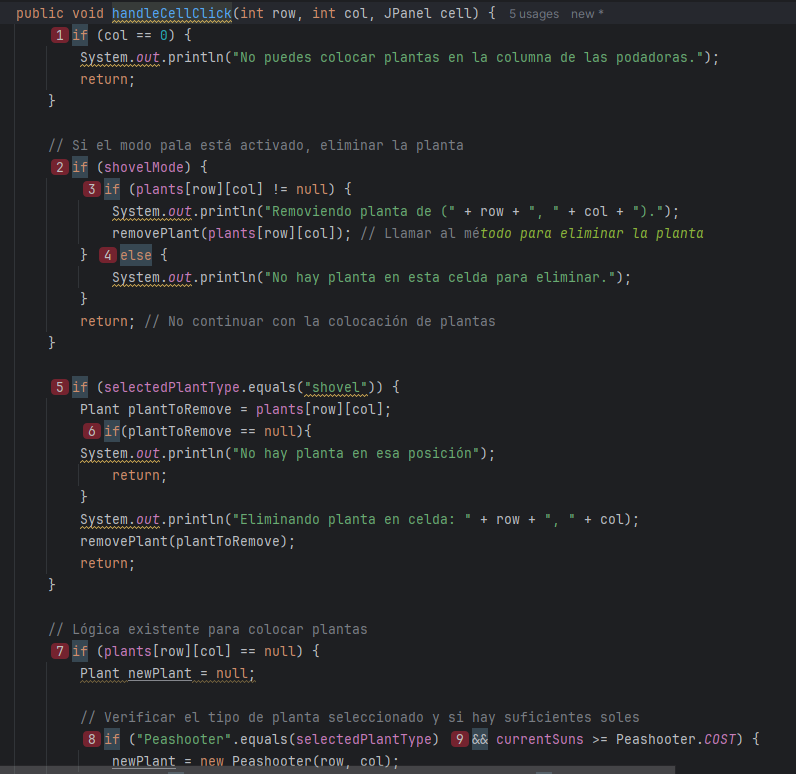 public void handleCellClick(int row, int col, JPanel cell) { 5 usages new *
1 if (col == 0) {
System.out.println("No puedes colocar plantas en la columna de las podadoras.");
return;
}
// Si el modo pala está activado, eliminar la planta
2 if (shovelMode) {
3 if (plants[row][col] != null) {
System.out.println("Removiendo planta de (" + row + ", " + col + ").");
removePlant(plants[row][col]); // Llamar al método para eliminar la planta
} 4 else {
System.out.println("No hay planta en esta celda para eliminar.");
}
return; // No continuar con la colocación de plantas
}
5 if (selectedPlantType.equals("shovel")) {
Plant plantToRemove = plants[row][col];
6 if(plantToRemove == null){
System.out.println("No hay planta en esa posición");
return;
}
System.out.println("Eliminando planta en celda: " + row + ", " + col);
removePlant(plantToRemove);
return;
}
// Lógica existente para colocar plantas
7 if (plants[row][col] == null) {
Plant newPlant = null;
// Verificar el tipo de planta seleccionado y si hay suficientes soles
8 if ("Peashooter".equals(selectedPlantType) 9 && currentSuns >= Peashooter.COST) {
newPlant = new Peashooter(row, col);